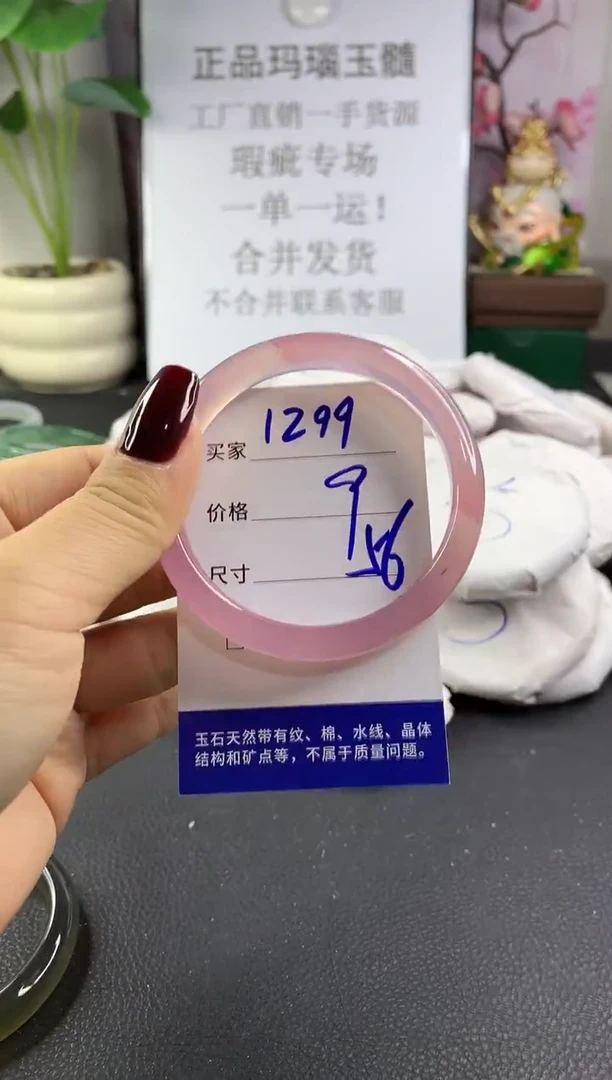 正品玛瑙玉髓
工厂直销一手货源
瑕疵专场
一单一运！
合并发货
不合并联系客服
买家 1299
价格 9
尺寸 56
玉石天然带有纹、棉、水线、晶体
结构和矿点等，不属于质量问题。